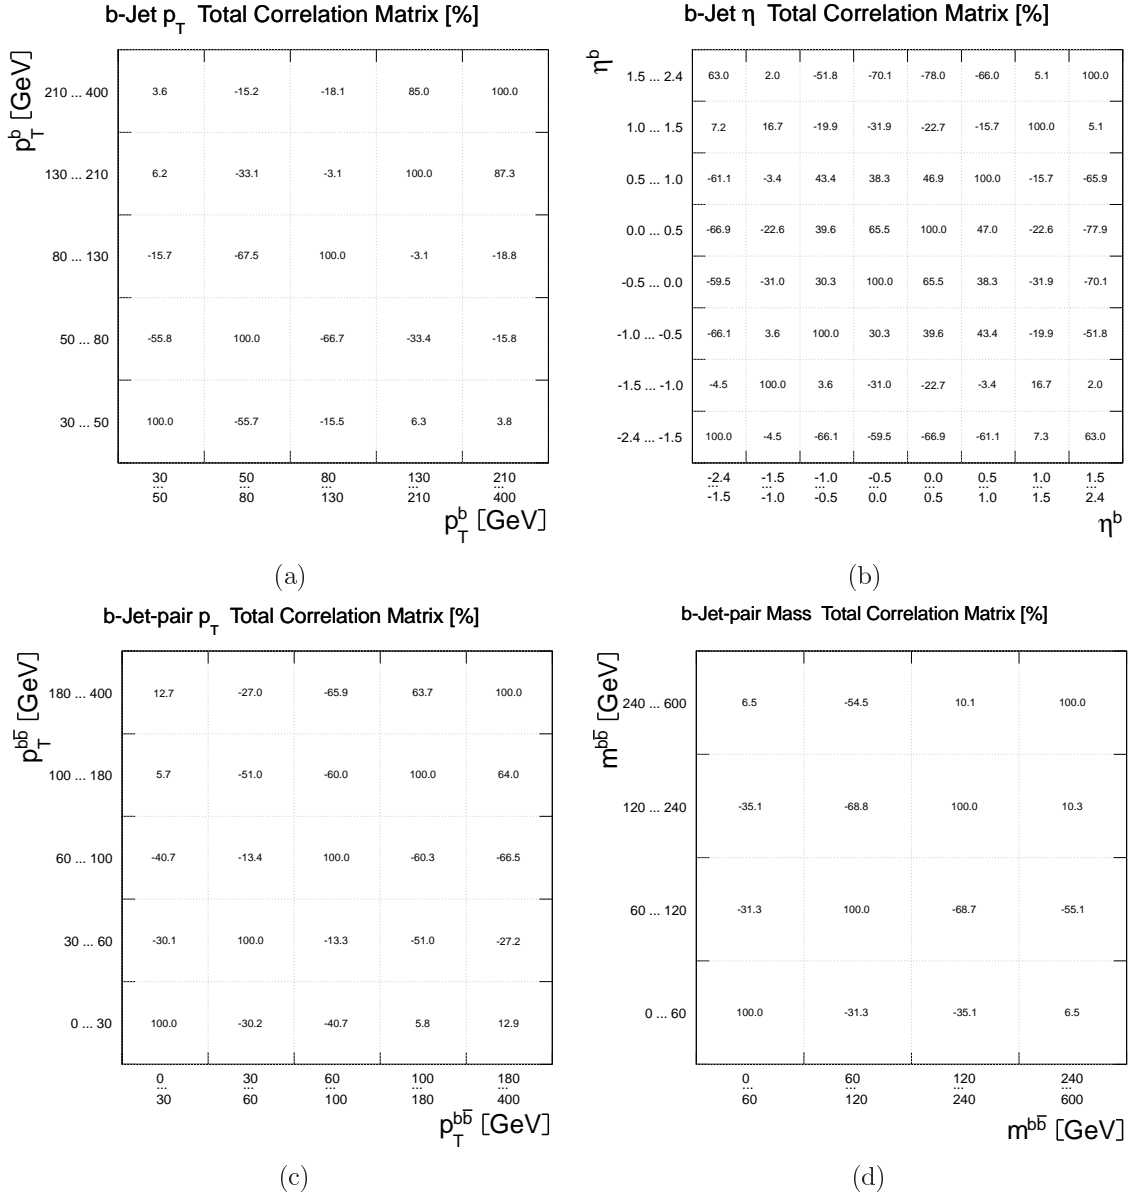 b-Jet p_T Total Correlation Matrix [%]
p_T^b [GeV]
210 ... 400 3.6 -15.2 -18.1 85.0 100.0
130 ... 210 6.2 -33.1 -3.1 100.0 87.3
80 ... 130 -15.7 -67.5 100.0 -3.1 -18.8
50 ... 80 -55.8 100.0 -66.7 -33.4 -15.8
30 ... 50 100.0 -55.7 -15.5 6.3 3.8
30 ... 50 50 ... 80 80 ... 130 130 ... 210 210 ... 400
p_T^b [GeV]
(a)
b-Jet η Total Correlation Matrix [%]
η^b
1.5 ... 2.4 63.0 2.0 -51.8 -70.1 -78.0 -66.0 5.1 100.0
1.0 ... 1.5 7.2 16.7 -19.9 -31.9 -22.7 -15.7 100.0 5.1
0.5 ... 1.0 -61.1 -3.4 43.4 38.3 46.9 100.0 -15.7 -65.9
0.0 ... 0.5 -66.9 -22.6 39.6 65.5 100.0 47.0 -22.6 -77.9
-0.5 ... 0.0 -59.5 -31.0 30.3 100.0 65.5 38.3 -31.9 -70.1
-1.0 ... -0.5 -66.1 3.6 100.0 30.3 39.6 43.4 -19.9 -51.8
-1.5 ... -1.0 -4.5 100.0 3.6 -31.0 -22.7 -3.4 16.7 2.0
-2.4 ... -1.5 100.0 -4.5 -66.1 -59.5 -66.9 -61.1 7.3 63.0
-2.4 ... -1.5 -1.5 ... -1.0 -1.0 ... -0.5 -0.5 ... 0.0 0.0 ... 0.5 0.5 ... 1.0 1.0 ... 1.5 1.5 ... 2.4
η^b
(b)
b-Jet-pair p_T Total Correlation Matrix [%]
p_T^{bb̅} [GeV]
180 ... 400 12.7 -27.0 -65.9 63.7 100.0
100 ... 180 5.7 -51.0 -60.0 100.0 64.0
60 ... 100 -40.7 -13.4 100.0 -60.3 -66.5
30 ... 60 -30.1 100.0 -13.3 -51.0 -27.2
0 ... 30 100.0 -30.2 -40.7 5.8 12.9
0 ... 30 30 ... 60 60 ... 100 100 ... 180 180 ... 400
p_T^{bb̅} [GeV]
(c)
b-Jet-pair Mass Total Correlation Matrix [%]
m^{bb̅} [GeV]
240 ... 600 6.5 -54.5 10.1 100.0
120 ... 240 -35.1 -68.8 100.0 10.3
60 ... 120 -31.3 100.0 -68.7 -55.1
0 ... 60 100.0 -31.3 -35.1 6.5
0 ... 60 60 ... 120 120 ... 240 240 ... 600
m^{bb̅} [GeV]
(d)